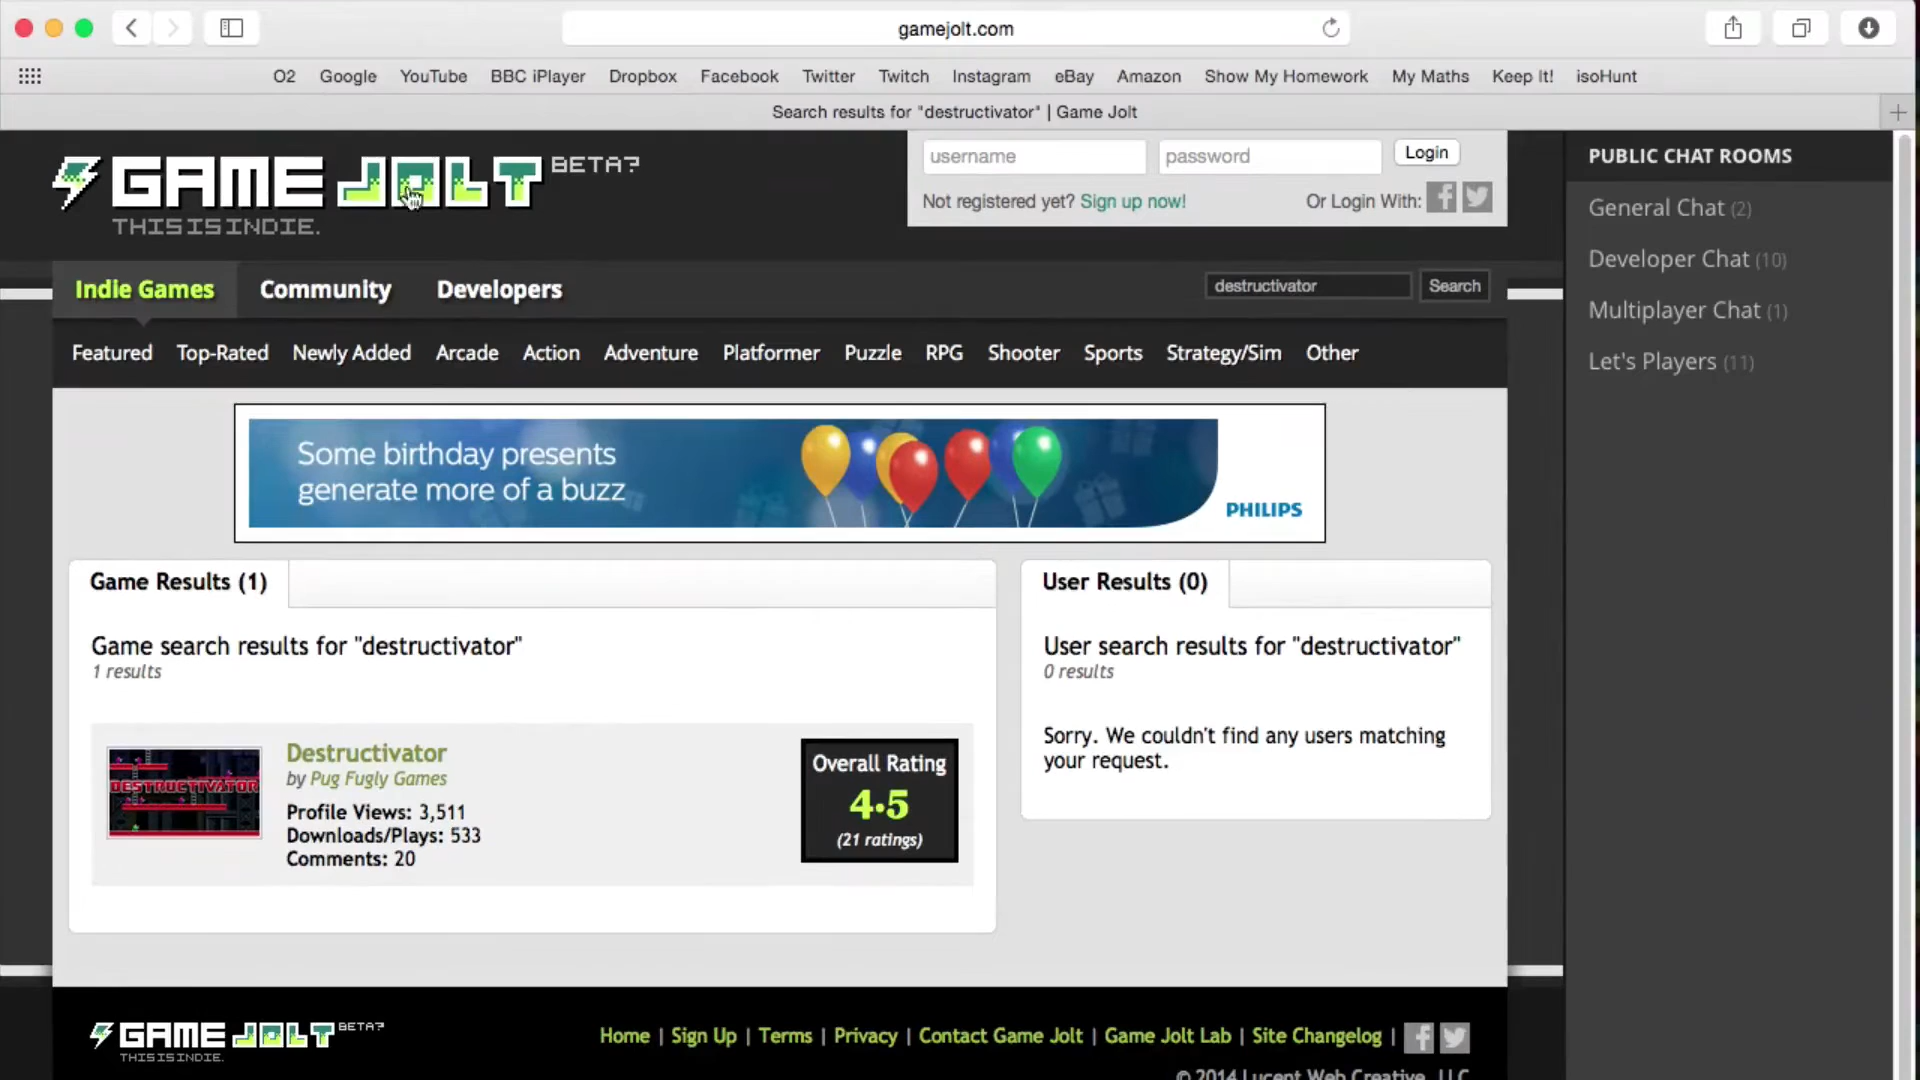 gamejolt.com
O2 Google YouTube BBC iPlayer Dropbox Facebook Twitter Twitch Instagram eBay Amazon Show My Homework My Maths Keep It! isoHunt
Search results for "destructivator" | Game Jolt
GAME JOLT BETA?
THIS IS INDIE.
username password Login
Not registered yet? Sign up now! Or Login With:
PUBLIC CHAT ROOMS
General Chat (2)
Developer Chat (10)
Multiplayer Chat (1)
Let's Players (11)
Indie Games Community Developers destructivator Search
Featured Top-Rated Newly Added Arcade Action Adventure Platformer Puzzle RPG Shooter Sports Strategy/Sim Other
Some birthday presents
generate more of a buzz
PHILIPS
Game Results (1)
Game search results for "destructivator"
1 results
DESTRUCTIVATOR
Destructivator
by Pug Fugly Games
Profile Views: 3,511
Downloads/Plays: 533
Comments: 20
Overall Rating
4.5
(21 ratings)
User Results (0)
User search results for "destructivator"
0 results
Sorry. We couldn't find any users matching
your request.
GAME JOLT BETA?
THIS IS INDIE.
Home | Sign Up | Terms | Privacy | Contact Game Jolt | Game Jolt Lab | Site Changelog |
© 2014 Lucent Web Creative, LLC